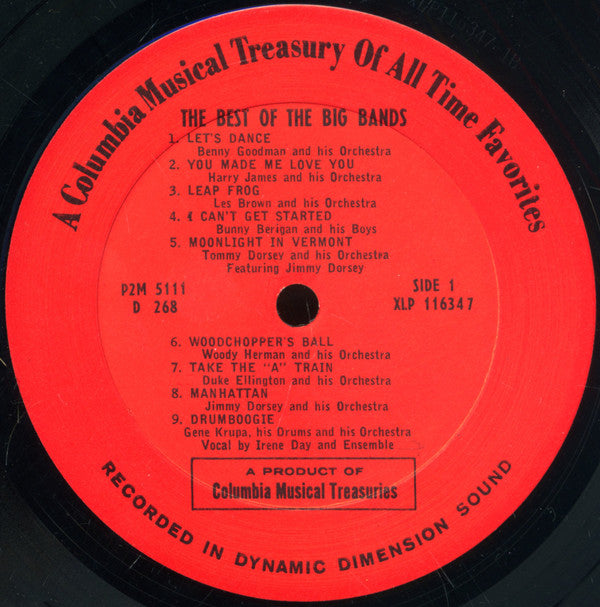 A Columbia Musical Treasury Of All Time Favorites
THE BEST OF THE BIG BANDS
1. LET'S DANCE
Benny Goodman and his Orchestra
2. YOU MADE ME LOVE YOU
Harry James and his Orchestra
3. LEAP FROG
Les Brown and his Orchestra
4. I CAN'T GET STARTED
Bunny Berigan and his Boys
5. MOONLIGHT IN VERMONT
Tommy Dorsey and his Orchestra
Featuring Jimmy Dorsey
P2M 5111
D 268
SIDE 1
XLP 116347
6. WOODCHOPPER'S BALL
Woody Herman and his Orchestra
7. TAKE THE "A" TRAIN
Duke Ellington and his Orchestra
8. MANHATTAN
Jimmy Dorsey and his Orchestra
9. DRUMBOOGIE
Gene Krupa, his Drums and his Orchestra
Vocal by Irene Day and Ensemble
A PRODUCT OF
Columbia Musical Treasuries
RECORDED IN DYNAMIC DIMENSION SOUND